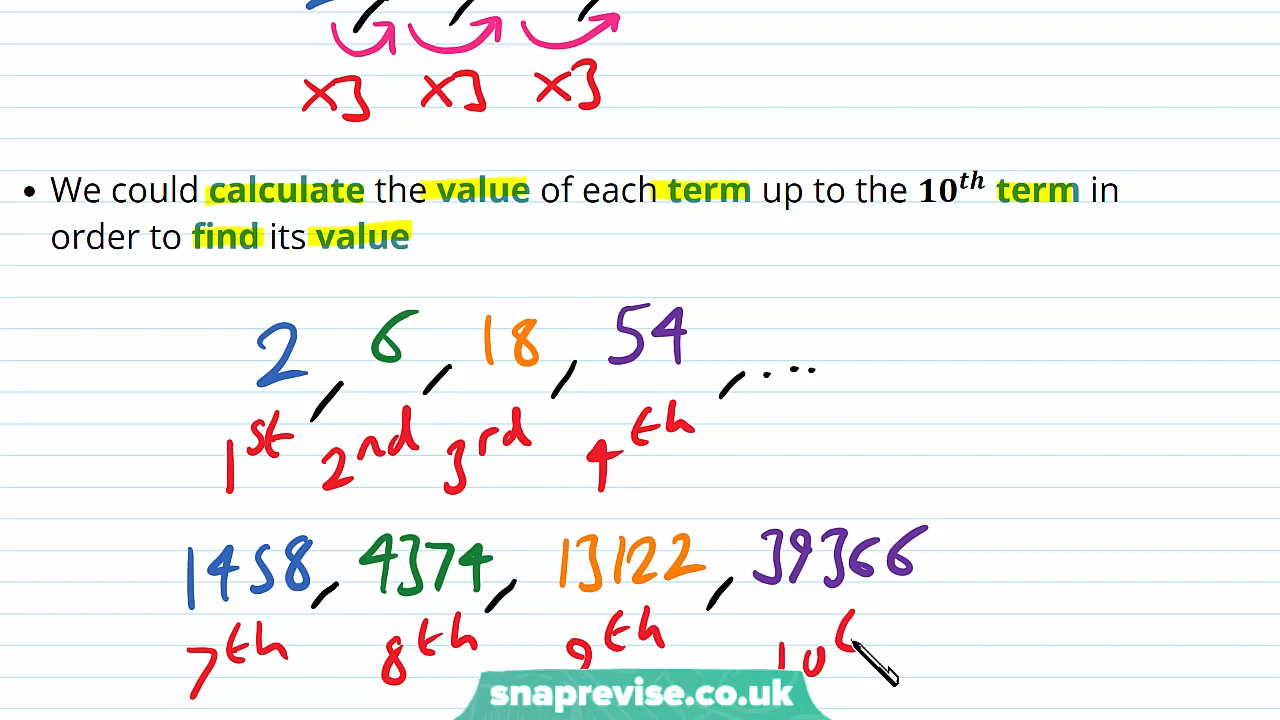 ×3 ×3 ×3
• We could calculate the value of each term up to the 10th term in
order to find its value
2, 6, 18, 54, ...
1st 2nd 3rd 4th
1458, 4374, 13122, 39366
7th 8th 9th 10t
snaprevise.co.uk